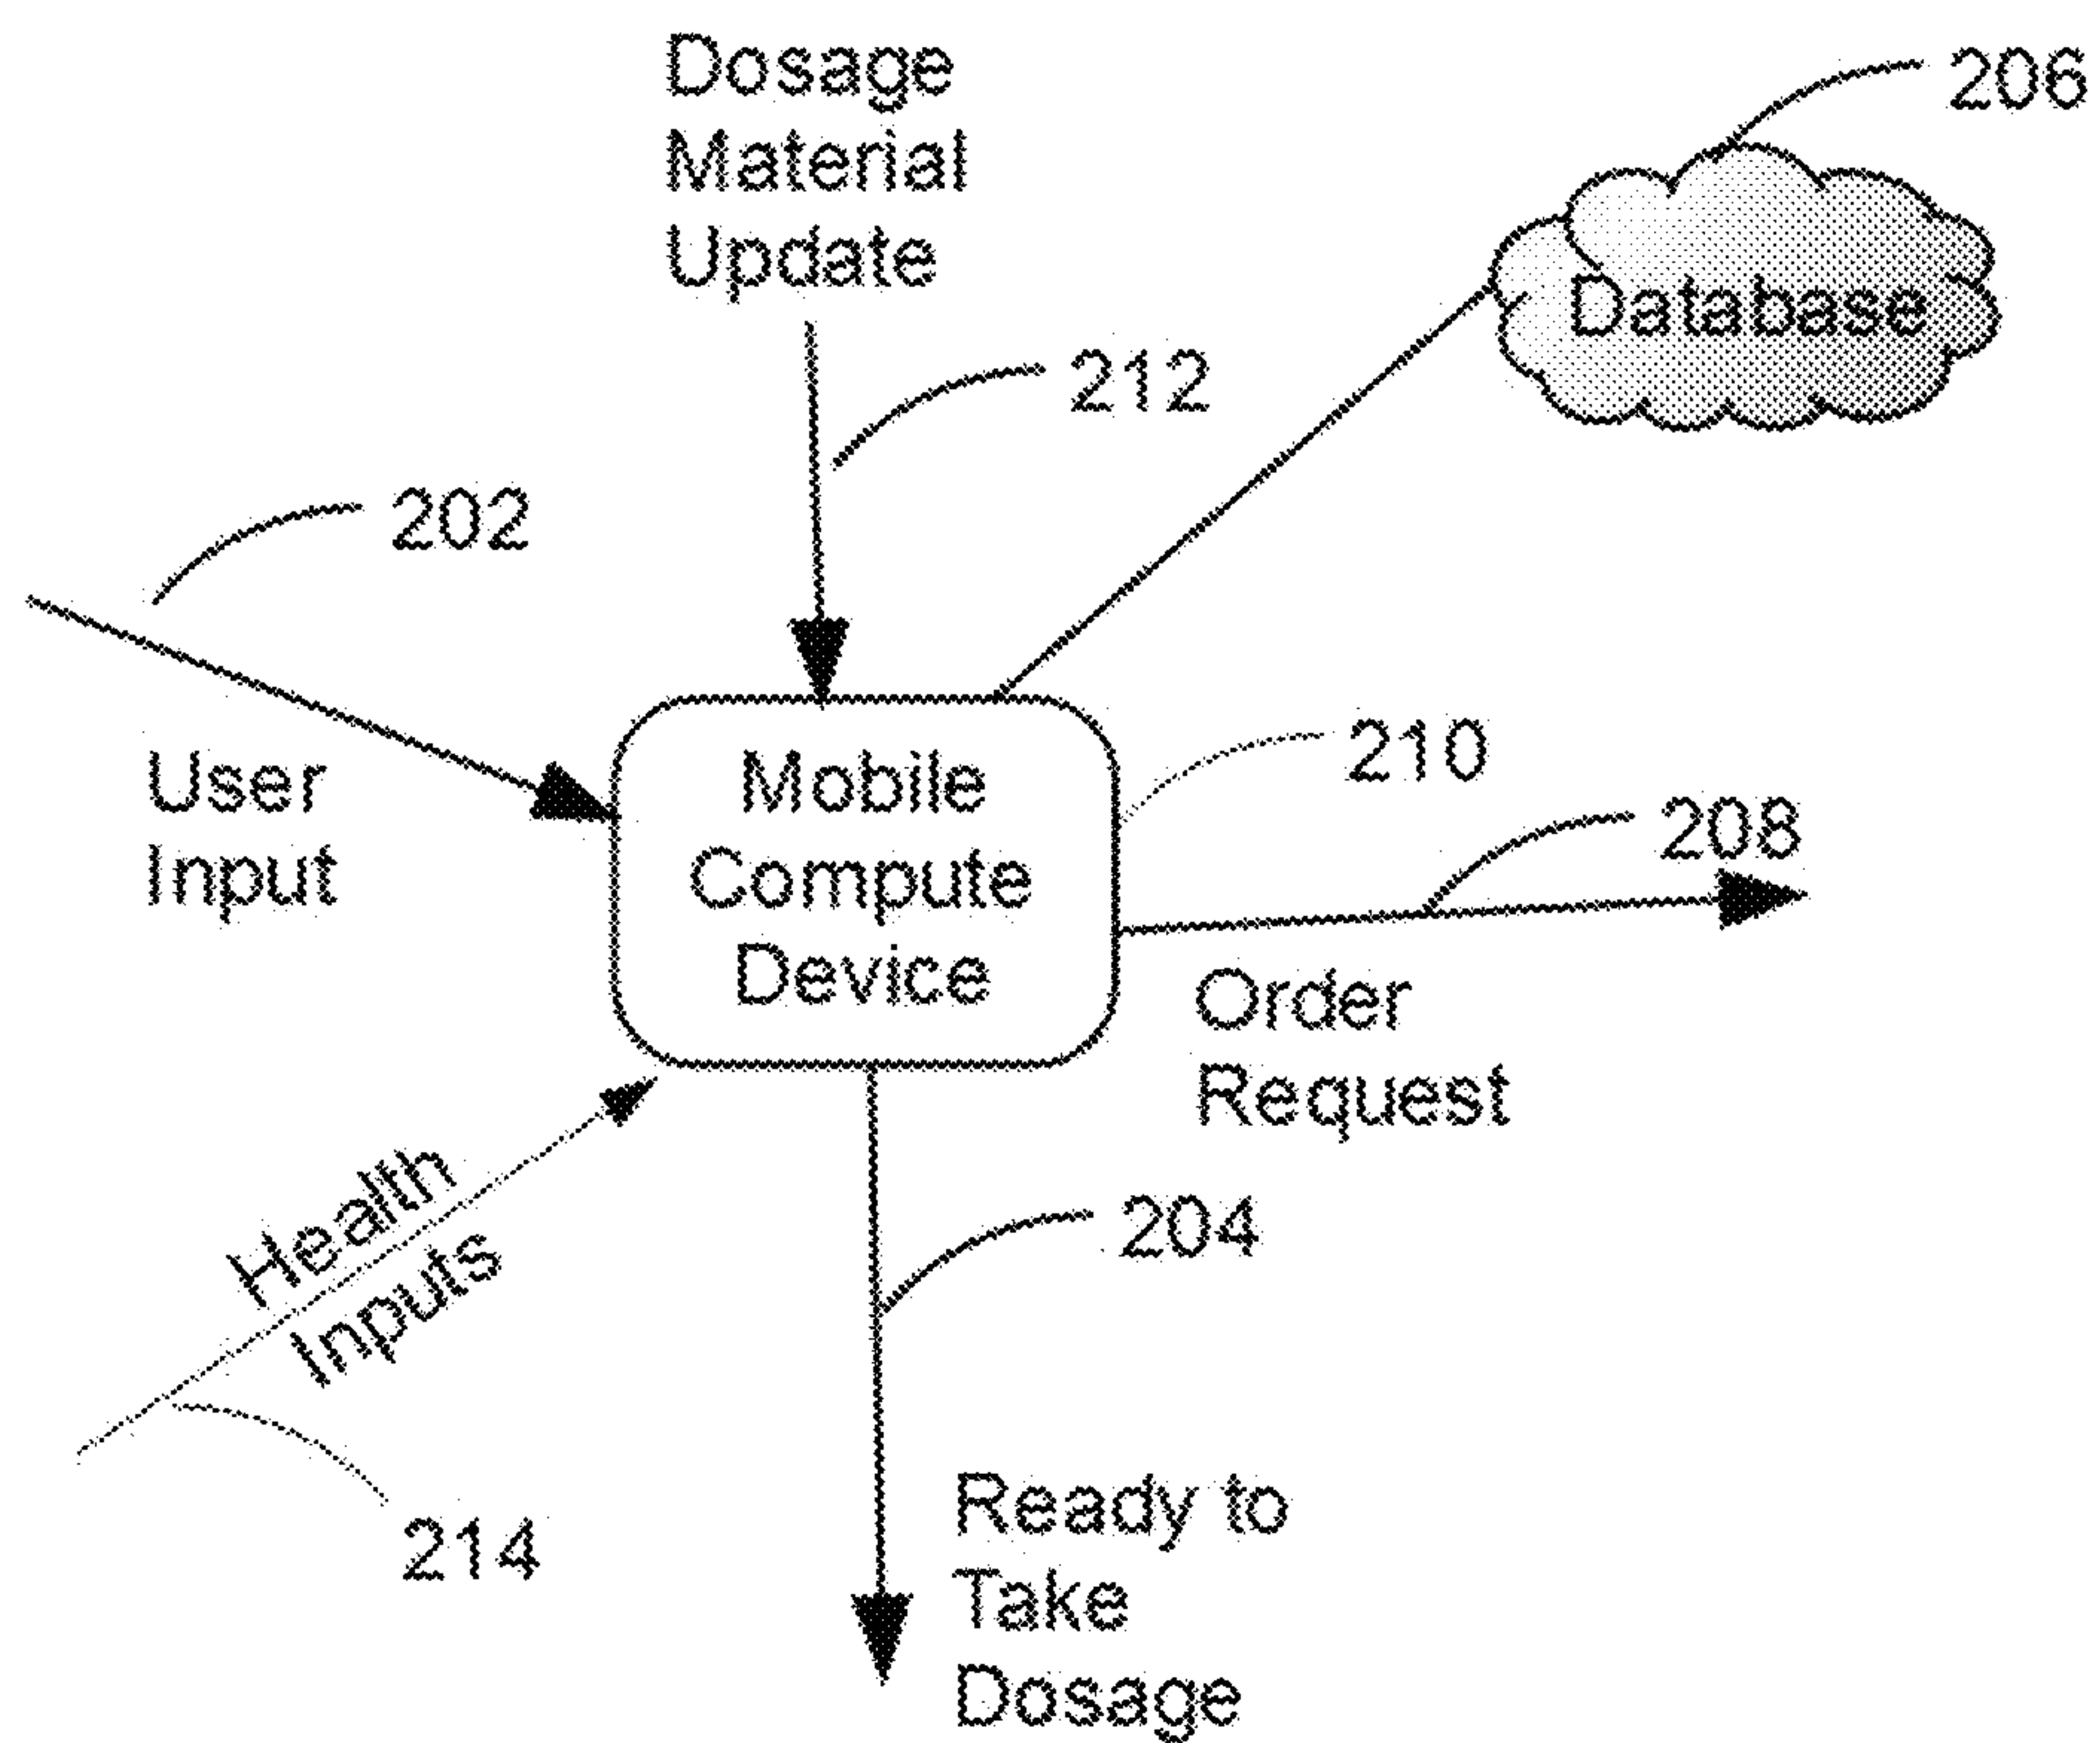 Dosage
Material
Update
206
Database
212
202
User
Input
Mobile
Compute
Device
210
208
Order
Request
Health
Inputs
204
214
Ready to
Take
Dosage